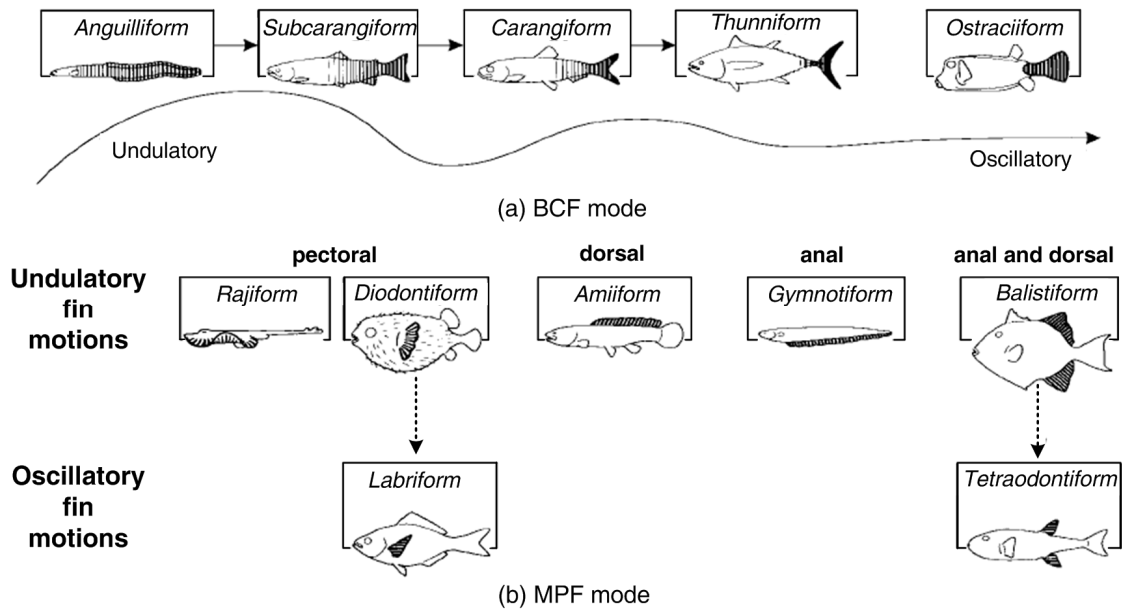 Anguilliform Subcarangiform Carangiform Thunniform Ostraciiform
Undulatory
Oscillatory
(a) BCF mode
pectoral dorsal anal anal and dorsal
Undulatory
fin
motions
Rajiform Diodontiform Amiiform Gymnotiform Balistiform
Oscillatory
fin
motions
Labriform Tetraodontiform
(b) MPF mode